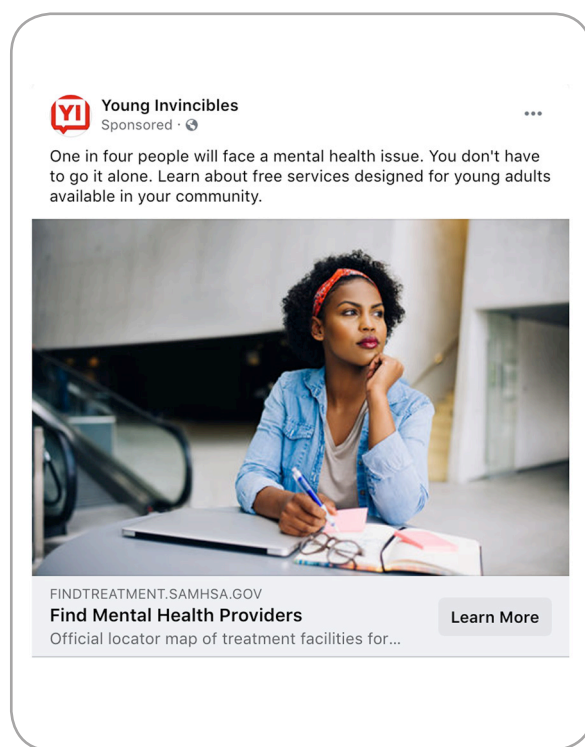 YI
Young Invincibles
Sponsored ·
One in four people will face a mental health issue. You don't have
to go it alone. Learn about free services designed for young adults
available in your community.
FINDTREATMENT.SAMHSA.GOV
Find Mental Health Providers
Official locator map of treatment facilities for...
Learn More